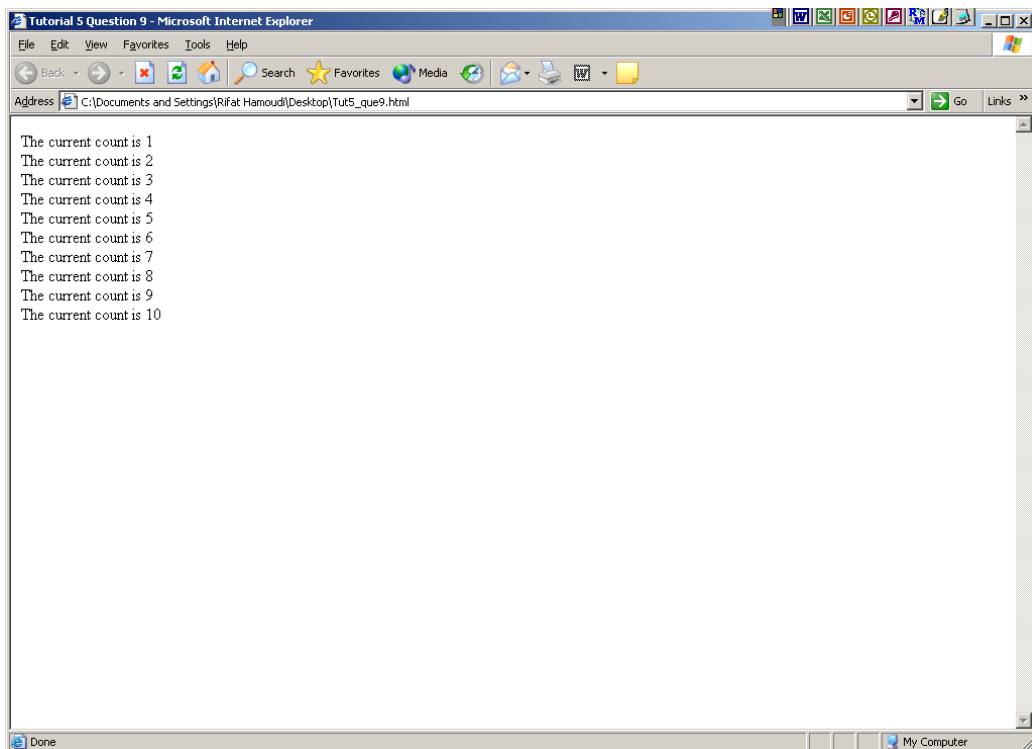 Tutorial 5 Question 9 - Microsoft Internet Explorer
File Edit View Favorites Tools Help
Back Search Favorites Media
Address C:\Documents and Settings\Rifat Hamoudi\Desktop\Tut5_que9.html Go Links »
The current count is 1
The current count is 2
The current count is 3
The current count is 4
The current count is 5
The current count is 6
The current count is 7
The current count is 8
The current count is 9
The current count is 10
Done My Computer